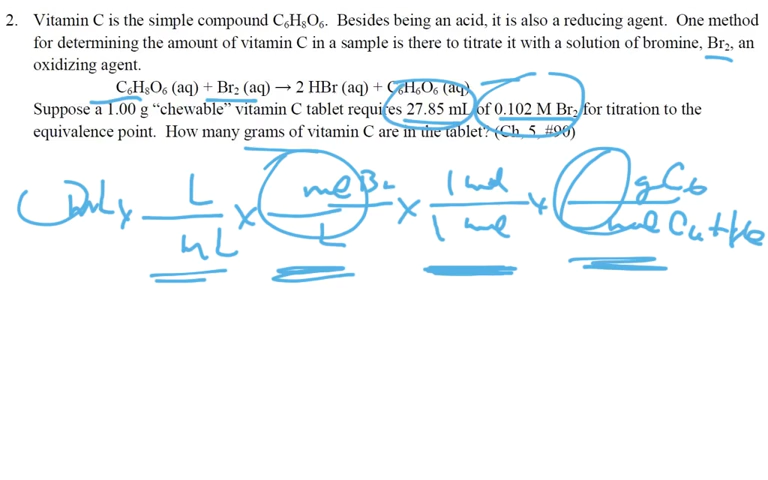 2. Vitamin C is the simple compound C₆H₈O₆. Besides being an acid, it is also a reducing agent. One method
for determining the amount of vitamin C in a sample is there to titrate it with a solution of bromine, Br₂, an
oxidizing agent.
C₆H₈O₆ (aq) + Br₂ (aq) → 2 HBr (aq) + C₆H₆O₆ (aq)
Suppose a 1.00 g “chewable” vitamin C tablet requires 27.85 mL of 0.102 M Br₂ for titration to the
equivalence point. How many grams of vitamin C are in the tablet? (Ch. 5, #90)
mL × L / mL × / L × 1 mol / 1 mol × g C₆ / mol